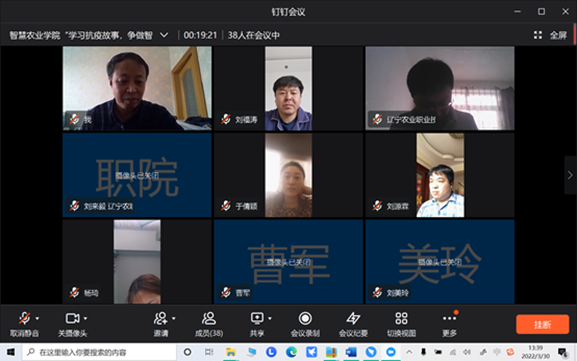 钉钉会议
智慧农业学院 "学习抗疫故事，争做智
00:19:21
38人在会议中
全屏
我
刘福涛
辽宁农业职业技
职院
摄像头已关闭
刘来毅 辽宁农职
于倩颖
刘源霖
杨琦
曹军
摄像头已关闭
曹军
美玲
摄像头已关闭
刘美玲
取消静音
关摄像头
邀请
成员(38)
共享
会议录制
会议纪要
切换视图
更多
挂断
在这里输入你要搜索的内容
13:39
2022/3/30